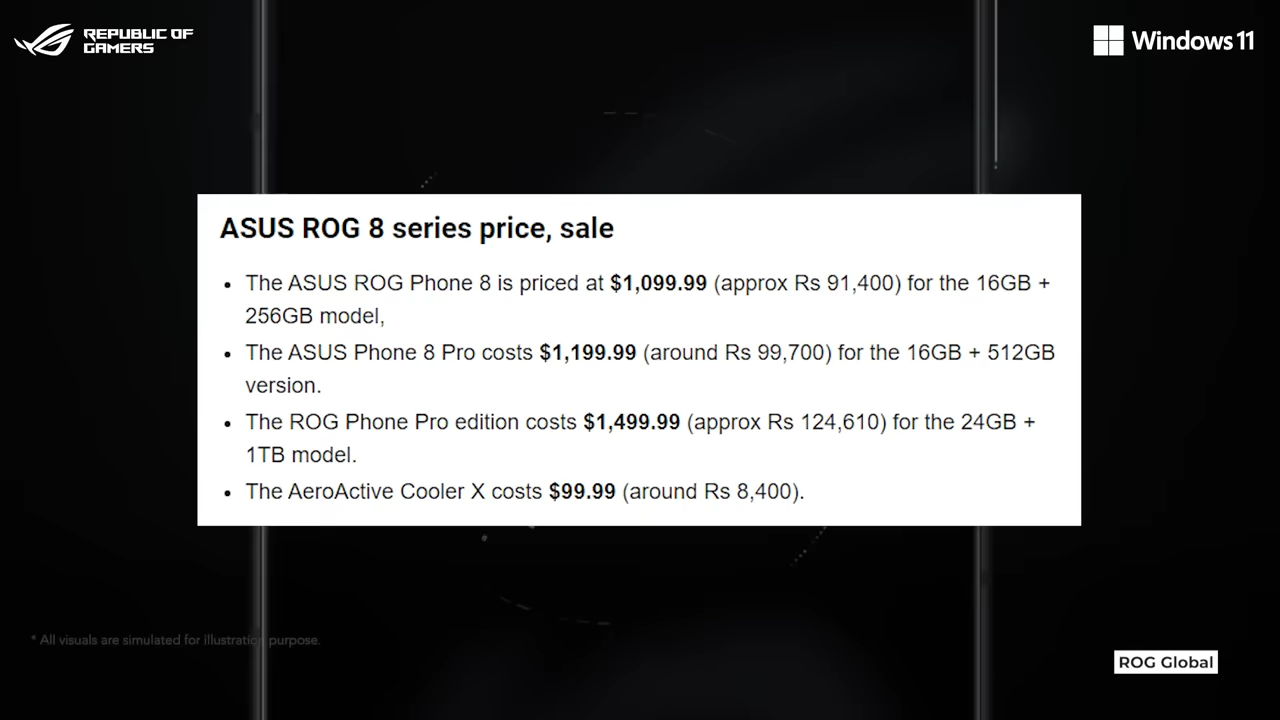 REPUBLIC OF
GAMERS
Windows 11
ASUS ROG 8 series price, sale
• The ASUS ROG Phone 8 is priced at $1,099.99 (approx Rs 91,400) for the 16GB +
256GB model,
• The ASUS Phone 8 Pro costs $1,199.99 (around Rs 99,700) for the 16GB + 512GB
version.
• The ROG Phone Pro edition costs $1,499.99 (approx Rs 124,610) for the 24GB +
1TB model.
• The AeroActive Cooler X costs $99.99 (around Rs 8,400).
* All visuals are simulated for illustration purpose.
ROG Global